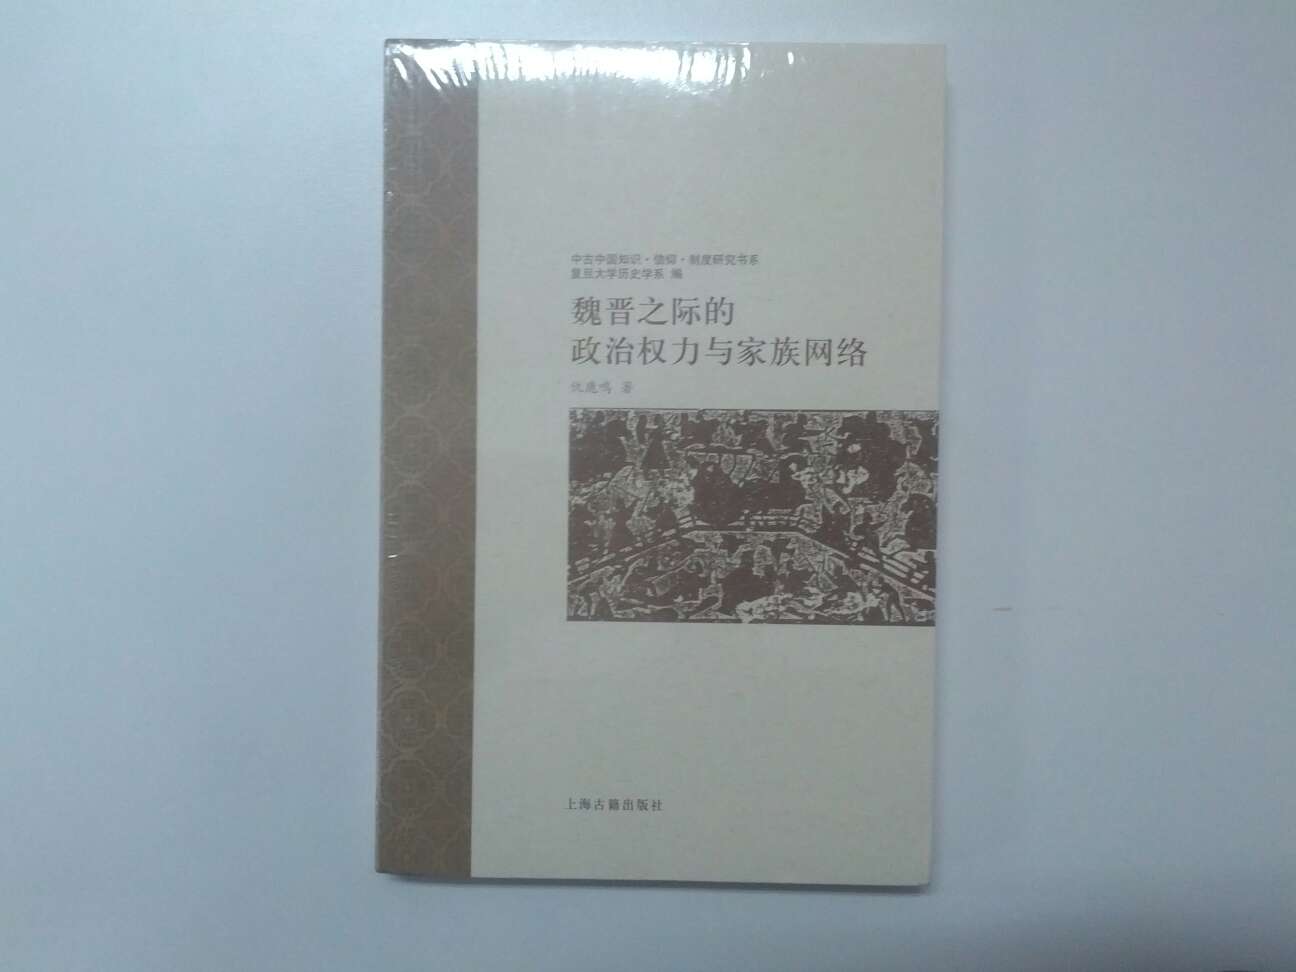 中古中国知识·信仰·制度研究书系
复旦大学历史学系 编
魏晋之际的
政治权力与家族网络
仇鹿鸣 著
上海古籍出版社